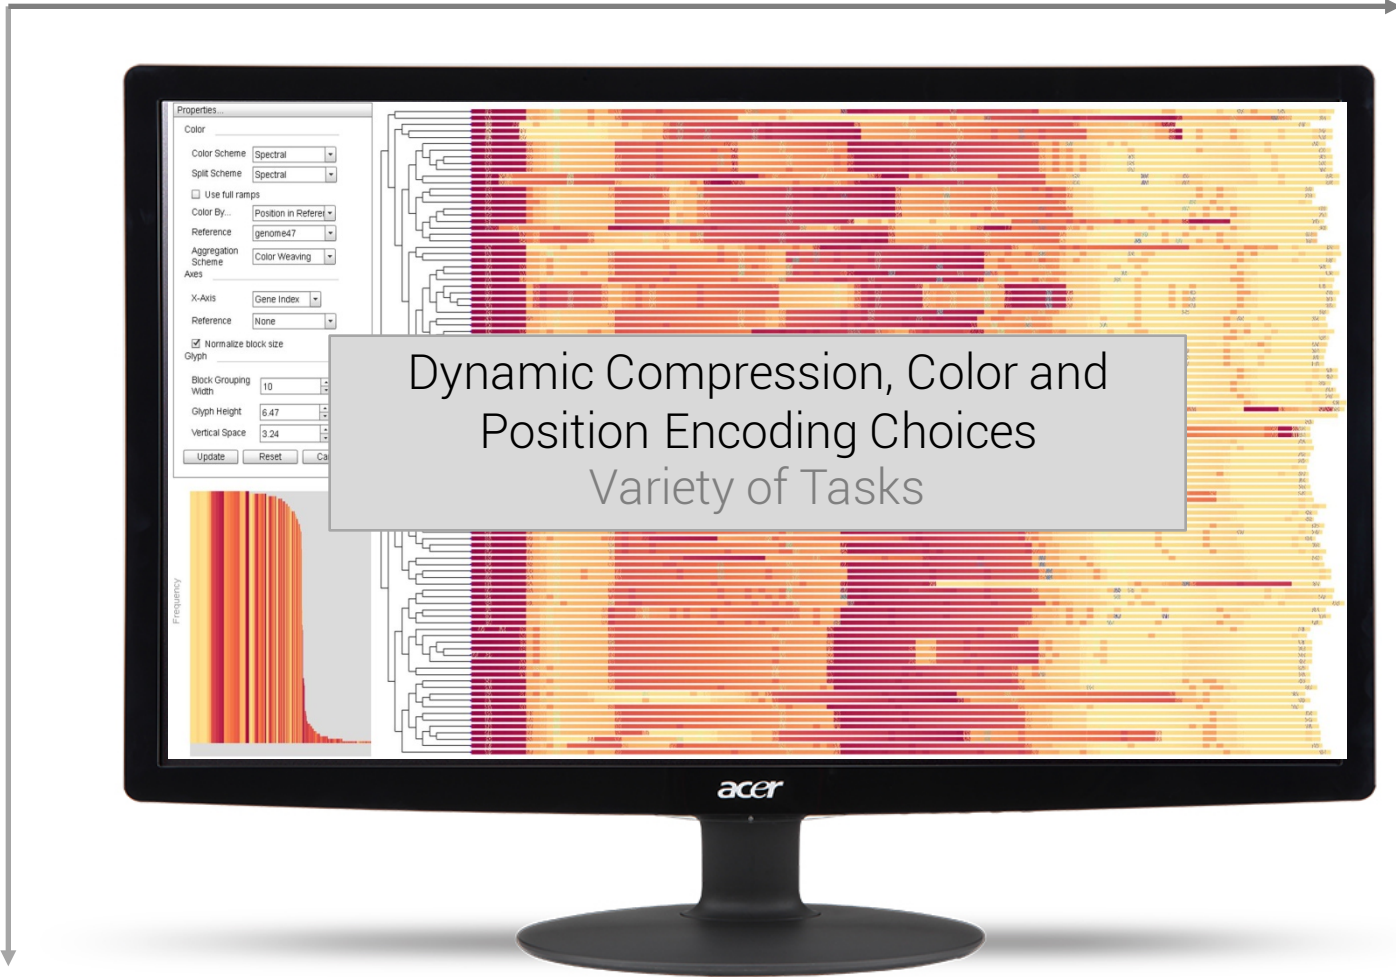 Properties...
Color
Color Scheme Spectral
Split Scheme Spectral
Use full ramps
Color By... Position in Referen
Reference genome47
Aggregation Scheme Color Weaving
Axes
X-Axis Gene Index
Reference None
Normalize block size
Glyph
Block Grouping Width 10
Glyph Height 6.47
Vertical Space 3.24
Update Reset Ca
Frequency
Dynamic Compression, Color and
Position Encoding Choices
Variety of Tasks
acer